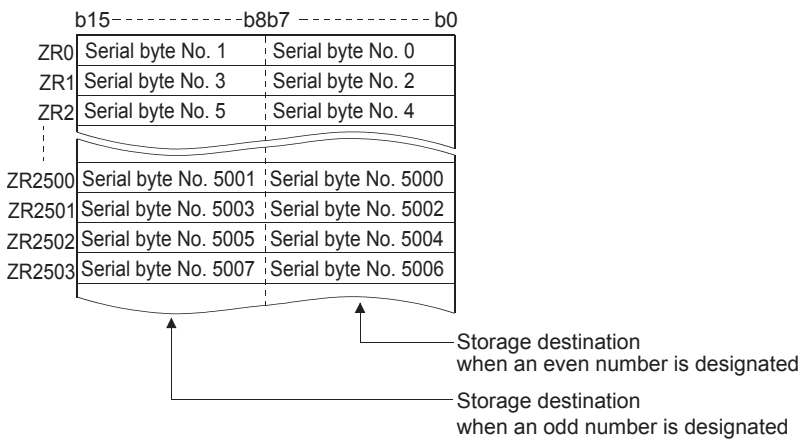 b15 b8b7 b0
ZR0 Serial byte No. 1 Serial byte No. 0
ZR1 Serial byte No. 3 Serial byte No. 2
ZR2 Serial byte No. 5 Serial byte No. 4
ZR2500 Serial byte No. 5001 Serial byte No. 5000
ZR2501 Serial byte No. 5003 Serial byte No. 5002
ZR2502 Serial byte No. 5005 Serial byte No. 5004
ZR2503 Serial byte No. 5007 Serial byte No. 5006
Storage destination
when an even number is designated
Storage destination
when an odd number is designated